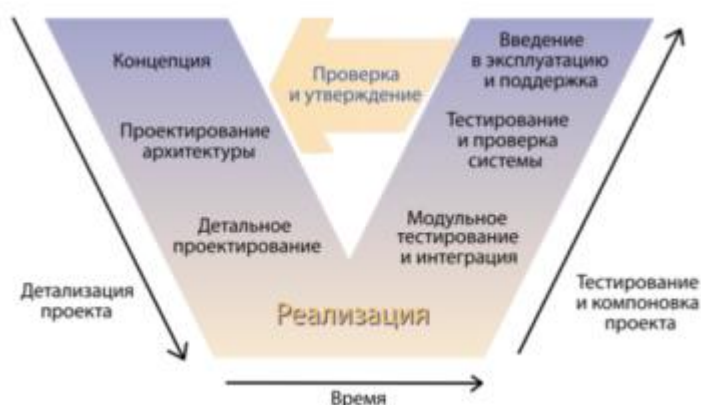 Концепция
Проверка
и утверждение
Введение
в эксплуатацию
и поддержка
Проектирование
архитектуры
Тестирование
и проверка
системы
Детальное
проектирование
Модульное
тестирование
и интеграция
Детализация
проекта
Реализация
Тестирование
и компоновка
проекта
Время